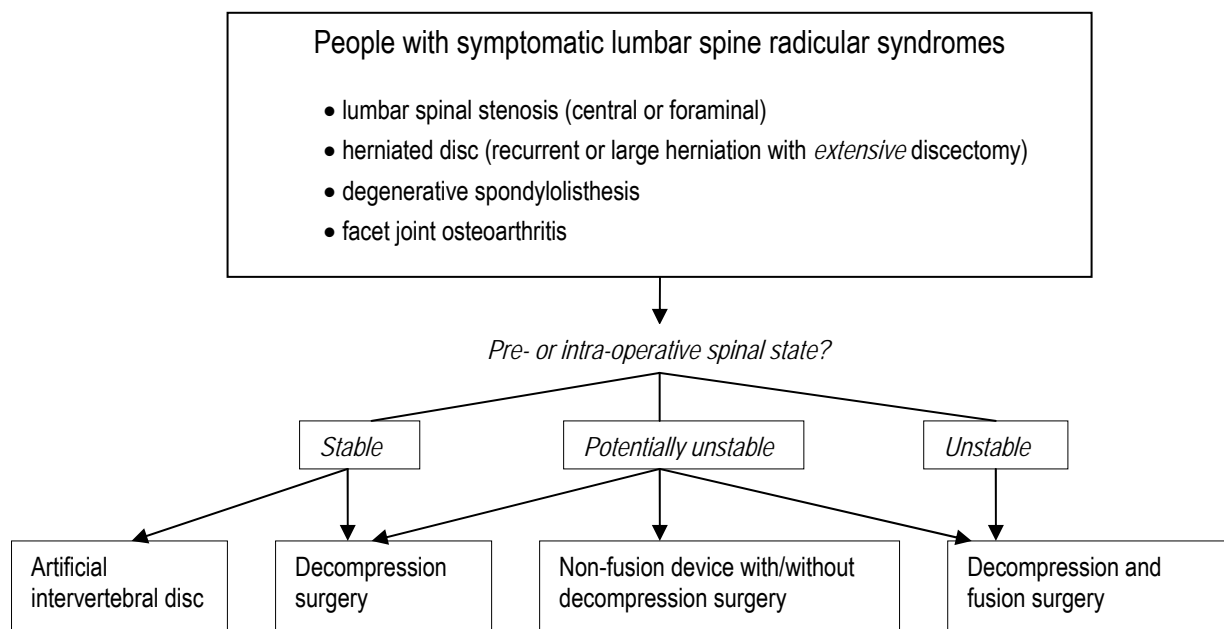 People with symptomatic lumbar spine radicular syndromes
• lumbar spinal stenosis (central or foraminal)
• herniated disc (recurrent or large herniation with extensive discectomy)
• degenerative spondylolisthesis
• facet joint osteoarthritis
Pre- or intra-operative spinal state?
Stable
Potentially unstable
Unstable
Artificial
intervertebral disc
Decompression
surgery
Non-fusion device with/without
decompression surgery
Decompression and
fusion surgery